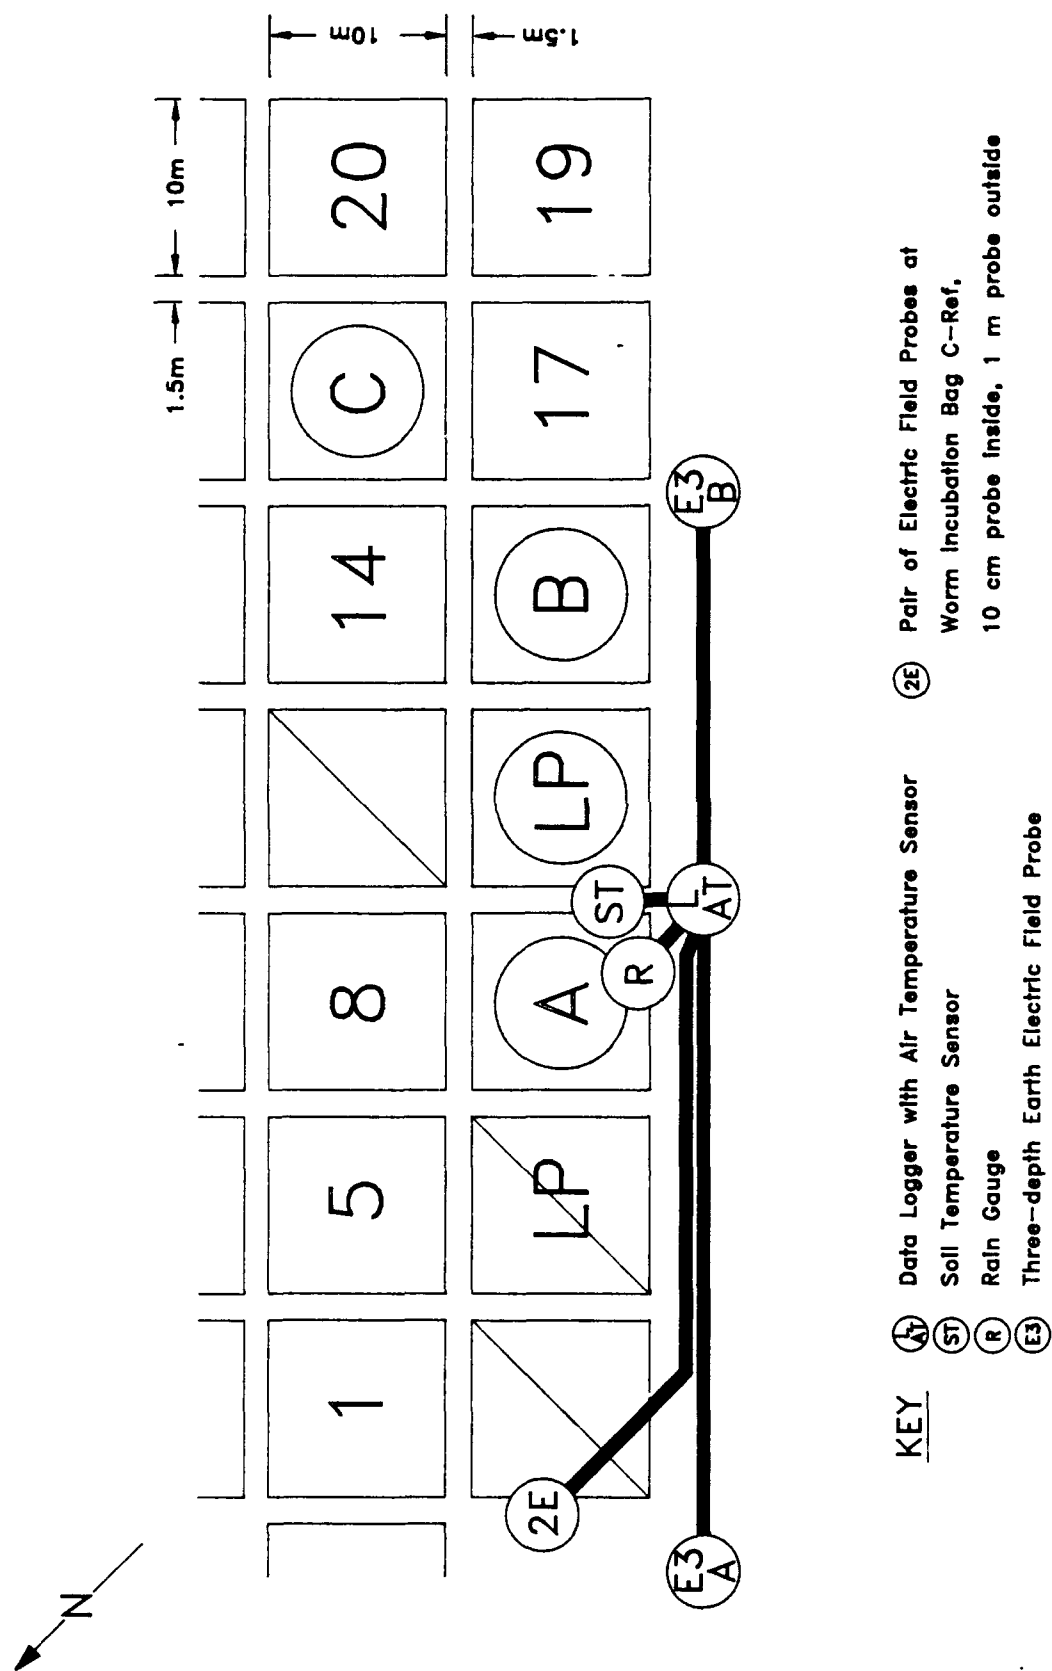 N
1.5m
10m
10m
1.5m
1
5
8
14
C
20
LP
A
LP
B
17
19
2E
R
ST
L
AT
E3
A
E3
B
KEY
L
AT Data Logger with Air Temperature Sensor
ST Soil Temperature Sensor
R Rain Gauge
E3 Three-depth Earth Electric Field Probe
2E Pair of Electric Field Probes at
Worm Incubation Bag C-Ref,
10 cm probe inside, 1 m probe outside